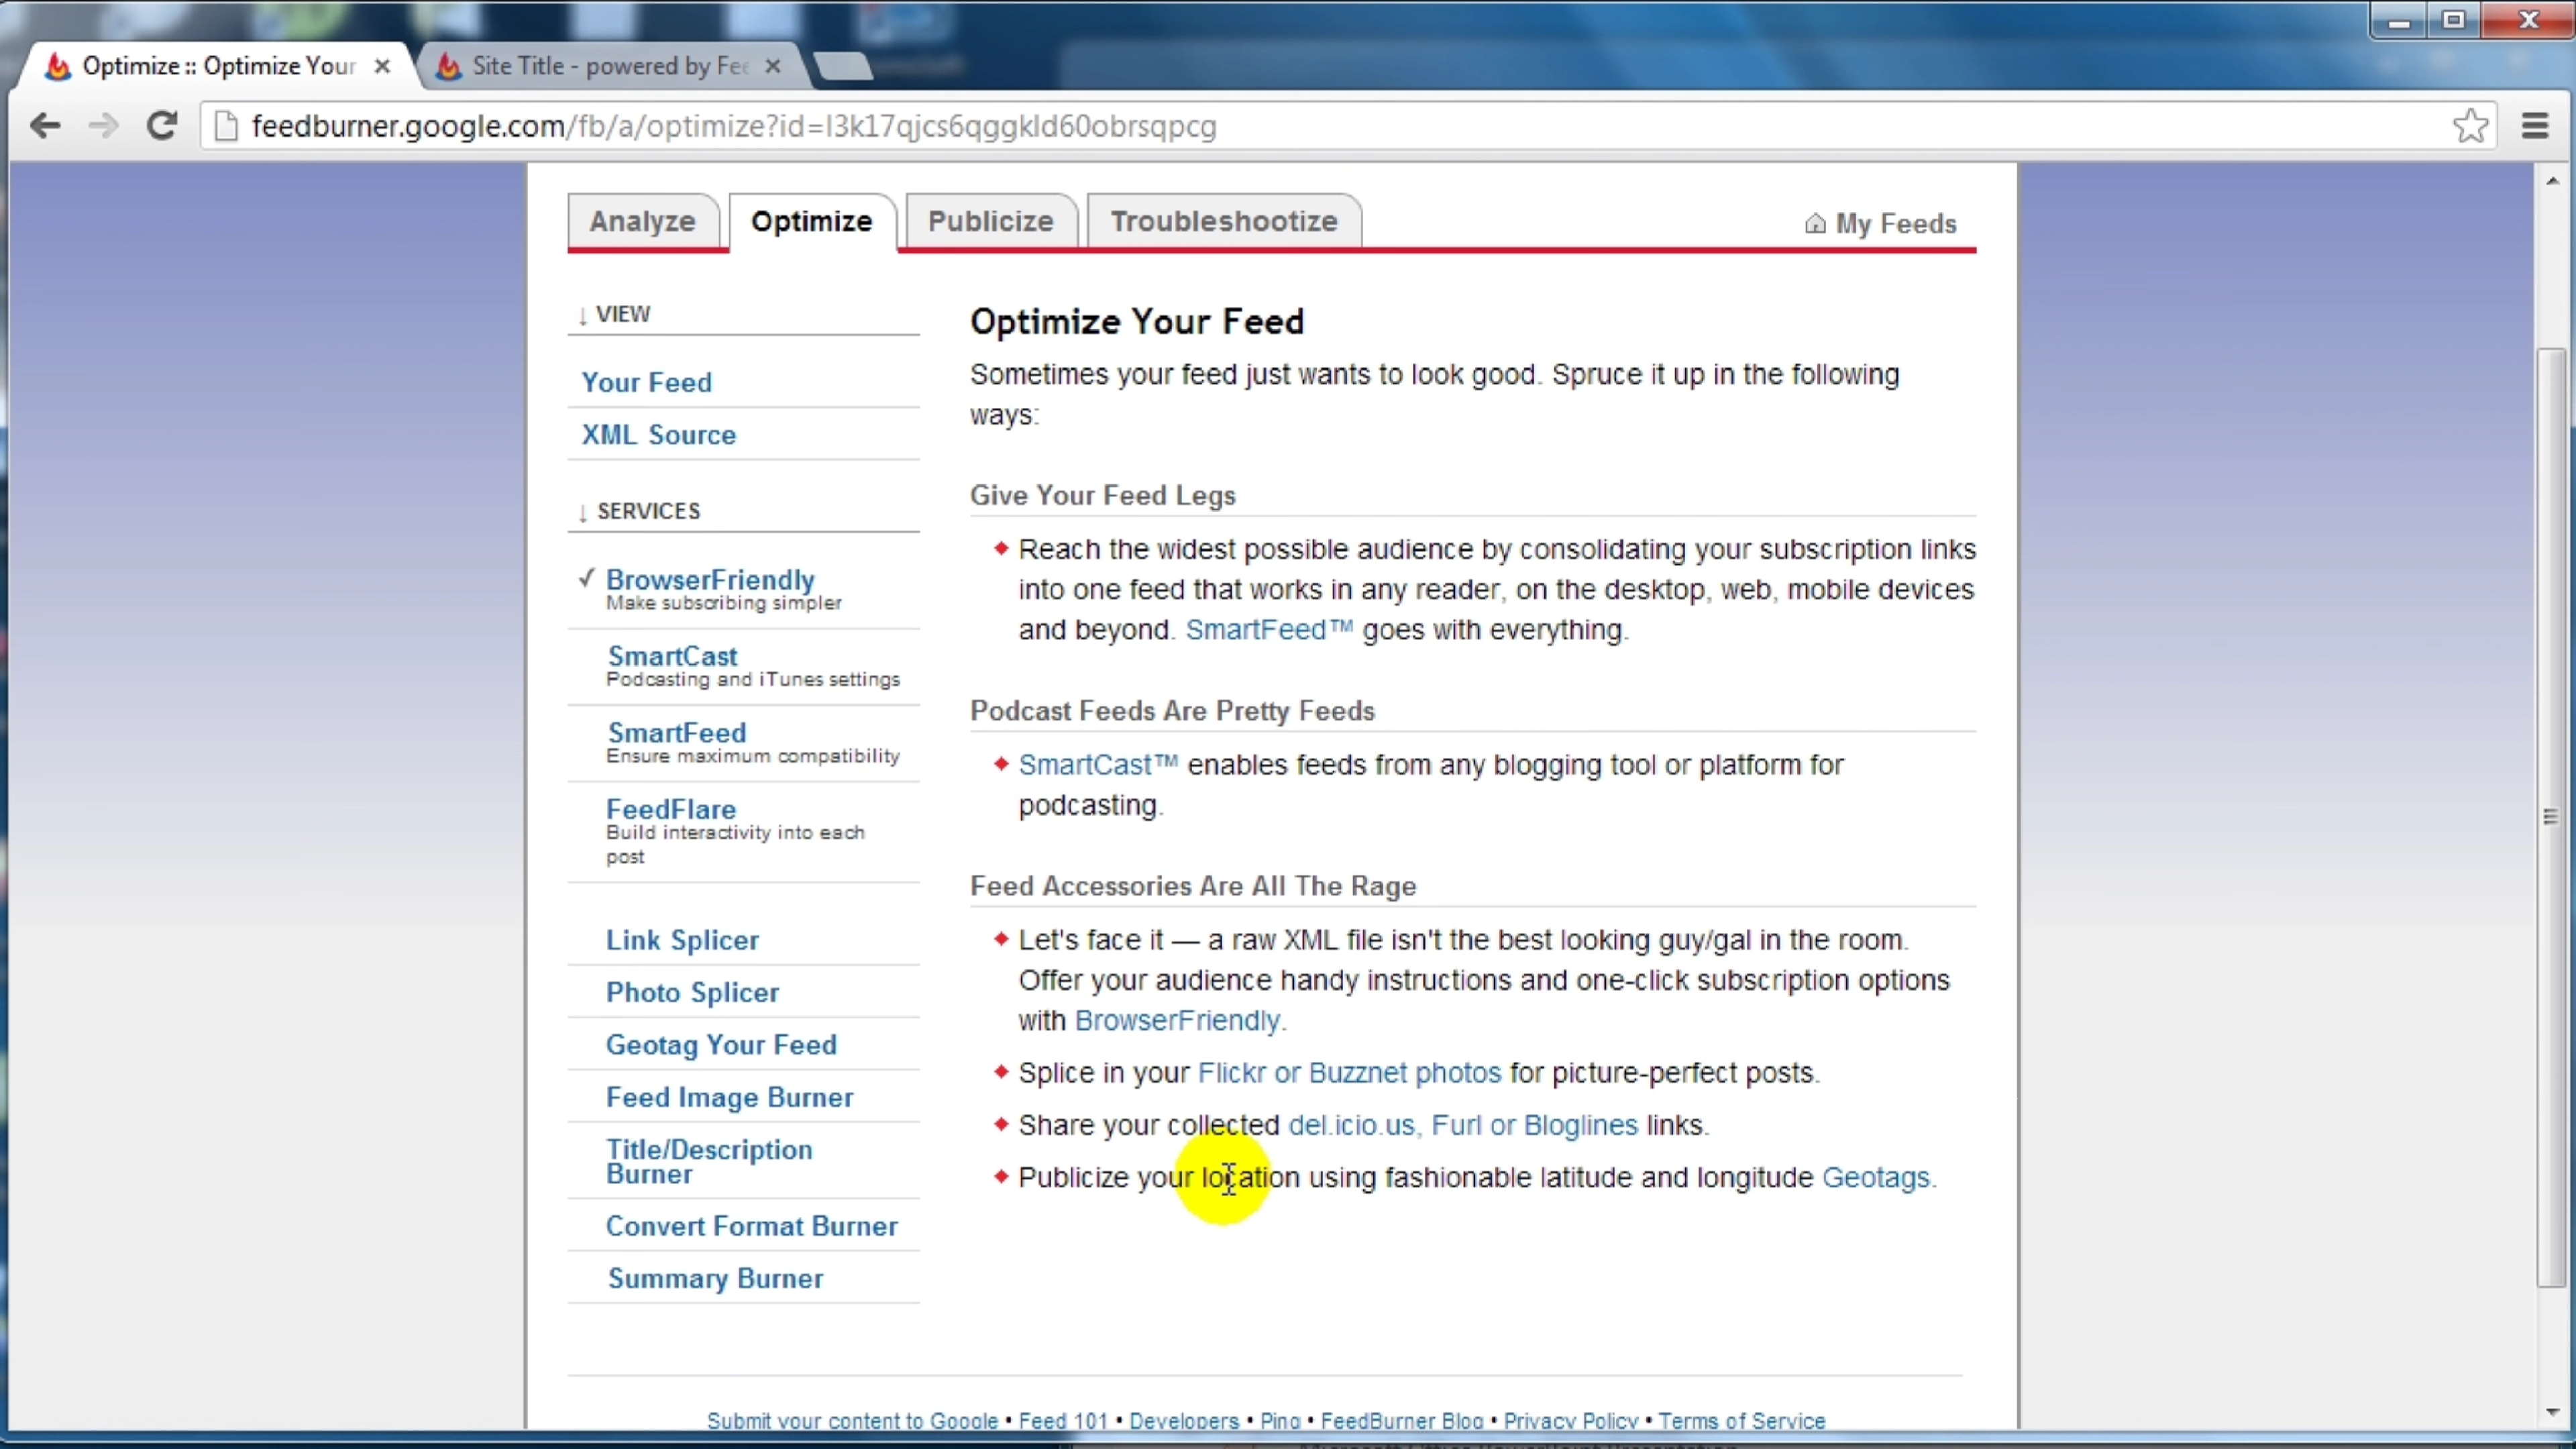 Optimize :: Optimize Your
Site Title - powered by Fee
feedburner.google.com/fb/a/optimize?id=l3k17qjcs6qggkld60obrsqpcg
Analyze
Optimize
Publicize
Troubleshootize
My Feeds
↓ VIEW
Your Feed
XML Source
↓ SERVICES
✓ BrowserFriendly
Make subscribing simpler
SmartCast
Podcasting and iTunes settings
SmartFeed
Ensure maximum compatibility
FeedFlare
Build interactivity into each
post
Link Splicer
Photo Splicer
Geotag Your Feed
Feed Image Burner
Title/Description
Burner
Convert Format Burner
Summary Burner
Optimize Your Feed
Sometimes your feed just wants to look good. Spruce it up in the following
ways:
Give Your Feed Legs
Reach the widest possible audience by consolidating your subscription links
into one feed that works in any reader, on the desktop, web, mobile devices
and beyond. SmartFeed™ goes with everything.
Podcast Feeds Are Pretty Feeds
SmartCast™ enables feeds from any blogging tool or platform for
podcasting.
Feed Accessories Are All The Rage
Let's face it — a raw XML file isn't the best looking guy/gal in the room.
Offer your audience handy instructions and one-click subscription options
with BrowserFriendly.
Splice in your Flickr or Buzznet photos for picture-perfect posts.
Share your collected del.icio.us, Furl or Bloglines links.
Publicize your location using fashionable latitude and longitude Geotags.
Submit your content to Google • Feed 101 • Developers • Ping • FeedBurner Blog • Privacy Policy • Terms of Service